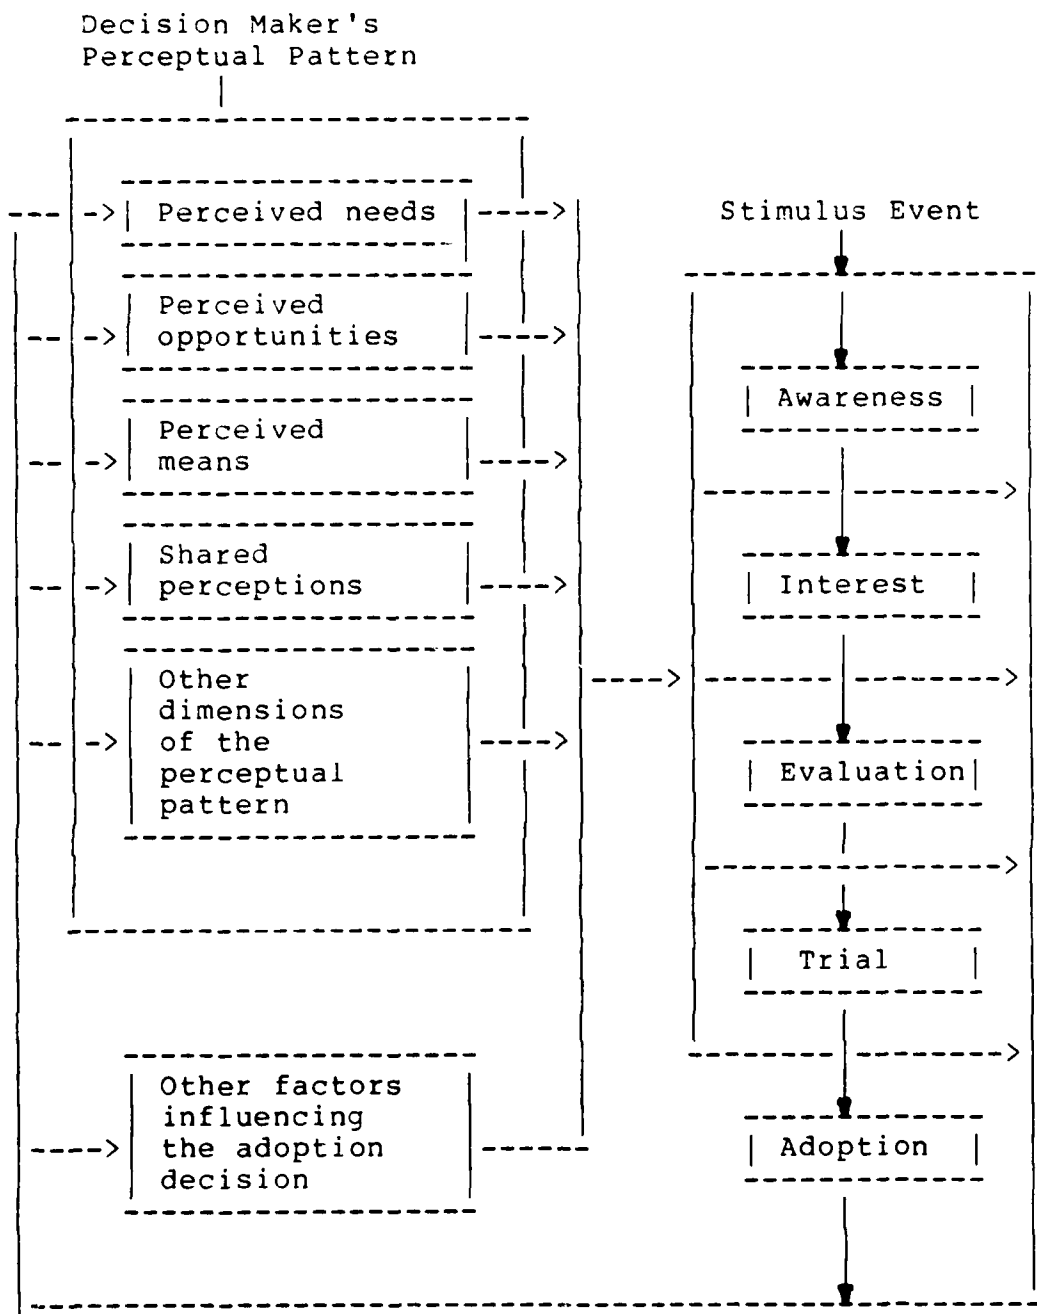 Decision Maker's
Perceptual Pattern
Perceived needs
Perceived
opportunities
Perceived
means
Shared
perceptions
Other
dimensions
of the
perceptual
pattern
Other factors
influencing
the adoption
decision
Stimulus Event
Awareness
Interest
Evaluation
Trial
Adoption